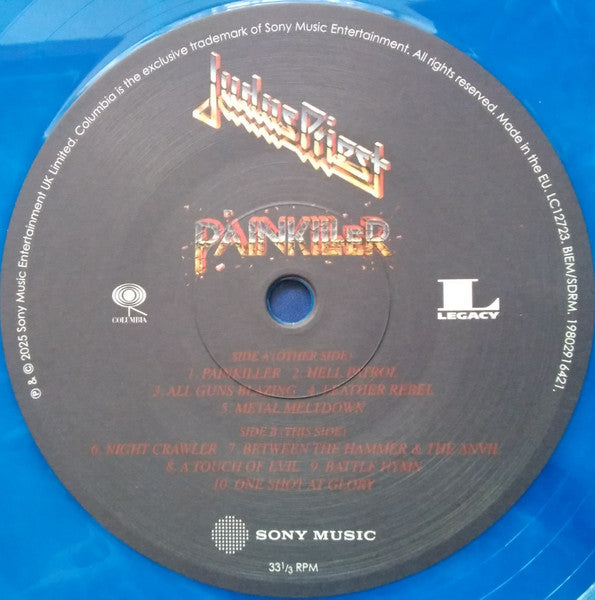 ℗ & © 2025 Sony Music Entertainment UK Limited. Columbia is the exclusive trademark of Sony Music Entertainment. All rights reserved. Made in the EU. LC12723. BIEM/SDRM. 19802916421.
Judas Priest
PAINKILLER
COLUMBIA
L
LEGACY
SIDE A (OTHER SIDE)
1. PAINKILLER 2. HELL PATROL
3. ALL GUNS BLAZING 4. LEATHER REBEL
5. METAL MELTDOWN
SIDE B (THIS SIDE)
6. NIGHT CRAWLER 7. BETWEEN THE HAMMER & THE ANVIL
8. A TOUCH OF EVIL 9. BATTLE HYMN
10. ONE SHOT AT GLORY
SONY MUSIC
33 1/3 RPM